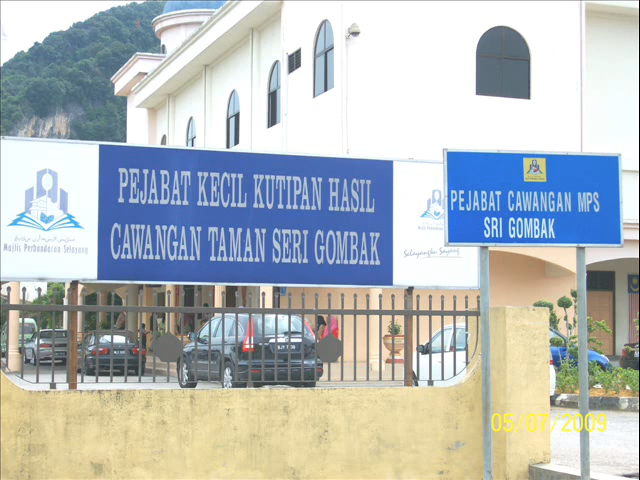 PEJABAT KECIL KUTIPAN HASIL
CAWANGAN TAMAN SERI GOMBAK
Majlis Perbandaran Selayang
PEJABAT CAWANGAN MPS
SRI GOMBAK
05/07/2009